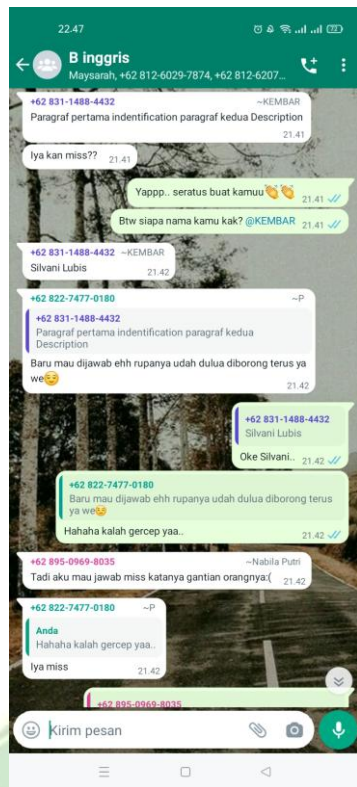 22.47
72
B inggris
Maysarah, +62 812-6029-7874, +62 812-6207...
+62 831-1488-4432 ~KEMBAR
Paragraf pertama indentification paragraf kedua Description
21.41
Iya kan miss?? 21.41
Yappp.. seratus buat kamuu👏👏 21.41
Btw siapa nama kamu kak? @KEMBAR 21.41
+62 831-1488-4432 ~KEMBAR
Silvani Lubis 21.42
+62 822-7477-0180 ~P
+62 831-1488-4432
Paragraf pertama indentification paragraf kedua
Description
Baru mau dijawab ehh rupanya udah dulua diborong terus ya
we😌 21.42
+62 831-1488-4432
Silvani Lubis
Oke Silvani.. 21.42
+62 822-7477-0180
Baru mau dijawab ehh rupanya udah dulua diborong terus
ya we😌
Hahaha kalah gercep yaa.. 21.42
+62 895-0969-8035 ~Nabila Putri
Tadi aku mau jawab miss katanya gantian orangnya:( 21.42
+62 822-7477-0180 ~P
Anda
Hahaha kalah gercep yaa..
Iya miss 21.42
+62 895-0969-8035
Kirim pesan